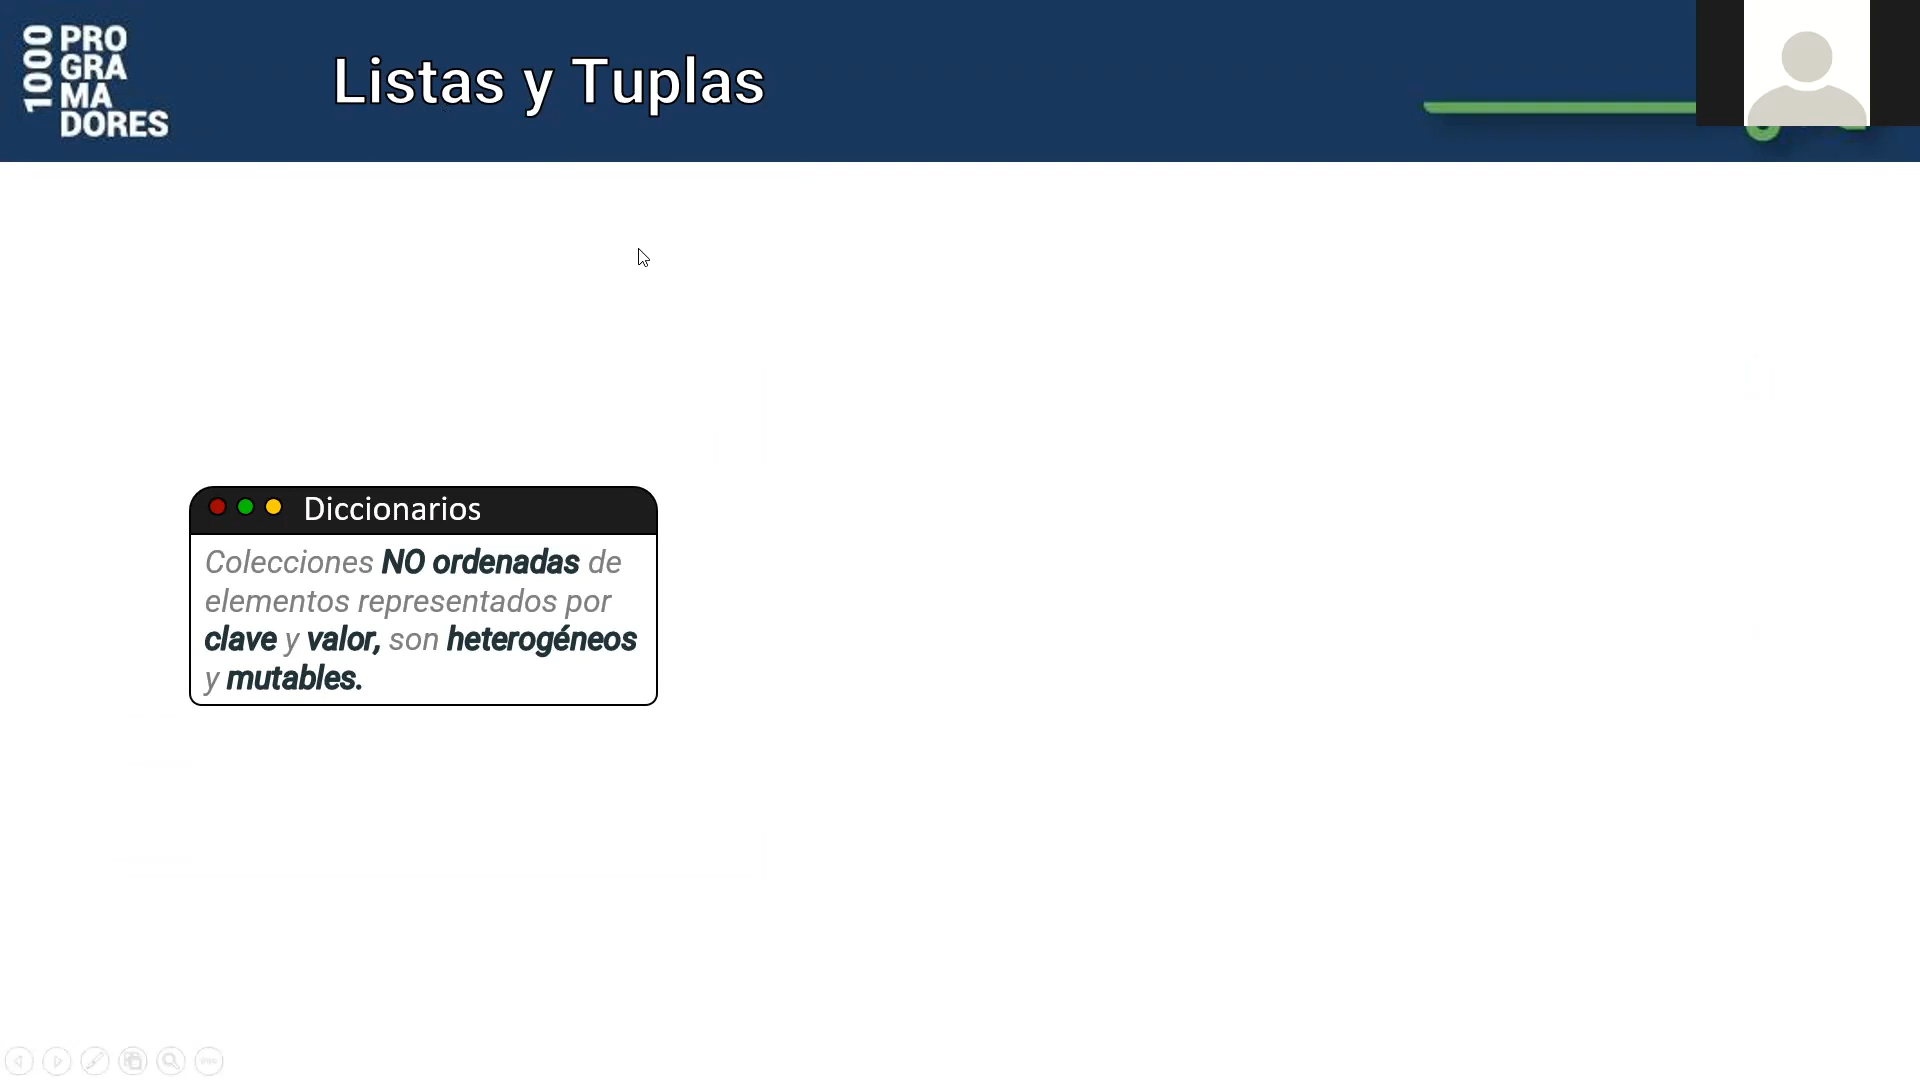 1000
PRO
GRA
MA
DORES
Listas y Tuplas
Diccionarios
Colecciones NO ordenadas de
elementos representados por
clave y valor, son heterogéneos
y mutables.